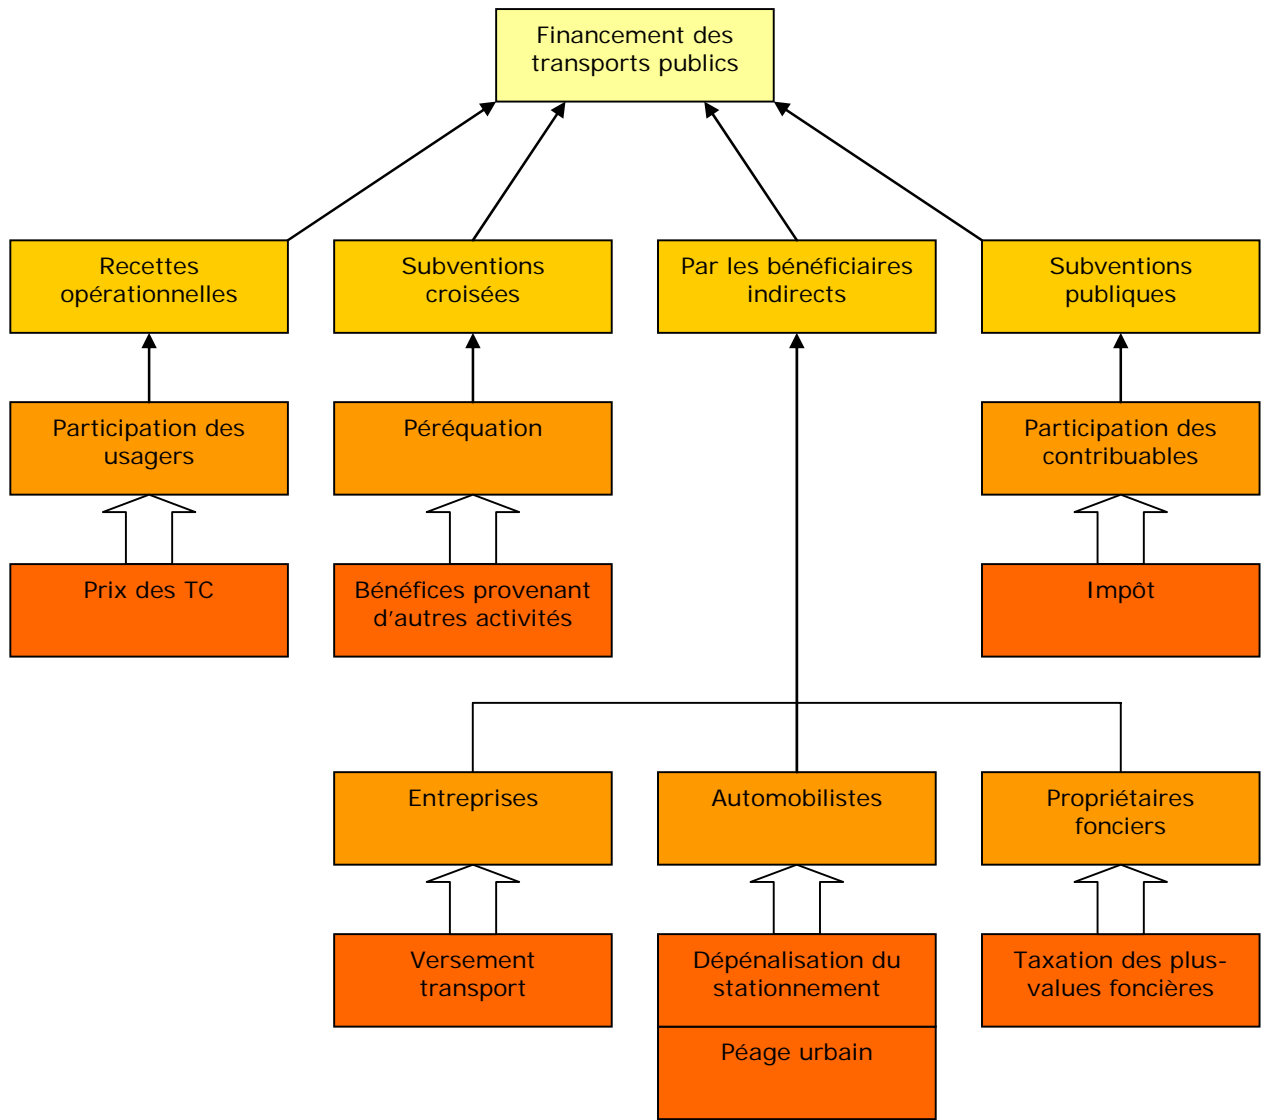 Financement des
transports publics
Recettes
opérationnelles
Subventions
croisées
Par les bénéficiaires
indirects
Subventions
publiques
Participation des
usagers
Péréquation
Participation des
contribuables
Prix des TC
Bénéfices provenant
d’autres activités
Impôt
Entreprises
Automobilistes
Propriétaires
fonciers
Versement
transport
Dépénalisation du
stationnement
Taxation des plus-
values foncières
Péage urbain